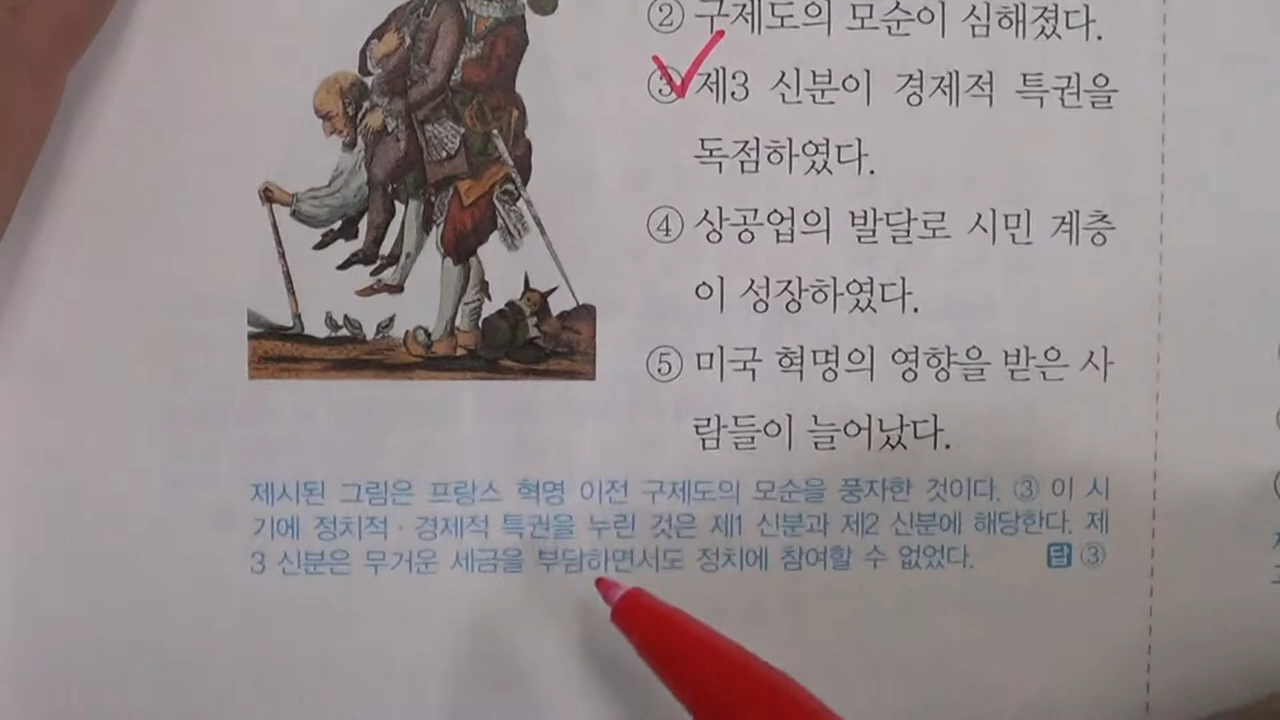 ② 구제도의 모순이 심해졌다.
③ 제3 신분이 경제적 특권을
독점하였다.
④ 상공업의 발달로 시민 계층
이 성장하였다.
⑤ 미국 혁명의 영향을 받은 사
람들이 늘어났다.
제시된 그림은 프랑스 혁명 이전 구제도의 모순을 풍자한 것이다. ③ 이 시
기에 정치적·경제적 특권을 누린 것은 제1 신분과 제2 신분에 해당한다. 제
3 신분은 무거운 세금을 부담하면서도 정치에 참여할 수 없었다. 답 ③